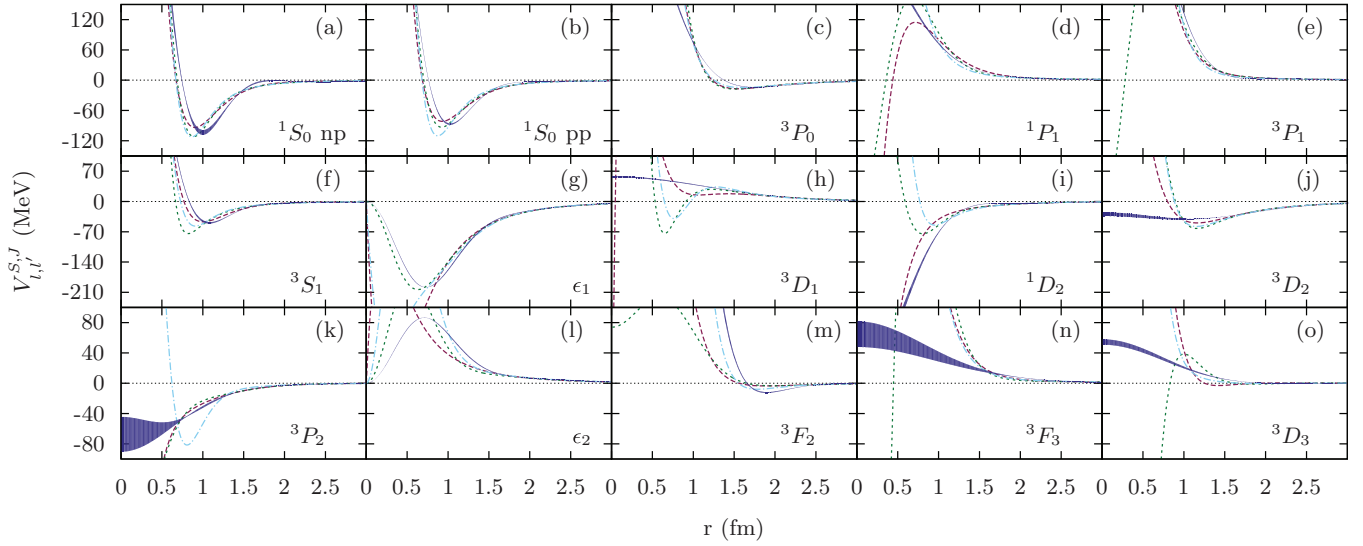 150
120
60
0
-60
-120
(a)
¹S₀ np
(b)
¹S₀ pp
(c)
³P₀
(d)
¹P₁
(e)
³P₁
70
0
-70
-140
-210
(f)
³S₁
(g)
ϵ₁
(h)
³D₁
(i)
¹D₂
(j)
³D₂
80
40
0
-40
-80
(k)
³P₂
(l)
ϵ₂
(m)
³F₂
(n)
³F₃
(o)
³D₃
V_{l,l′}^{S,J} (MeV)
0 0.5 1 1.5 2 2.5 0 0.5 1 1.5 2 2.5 0 0.5 1 1.5 2 2.5 0 0.5 1 1.5 2 2.5 0 0.5 1 1.5 2 2.5
r (fm)